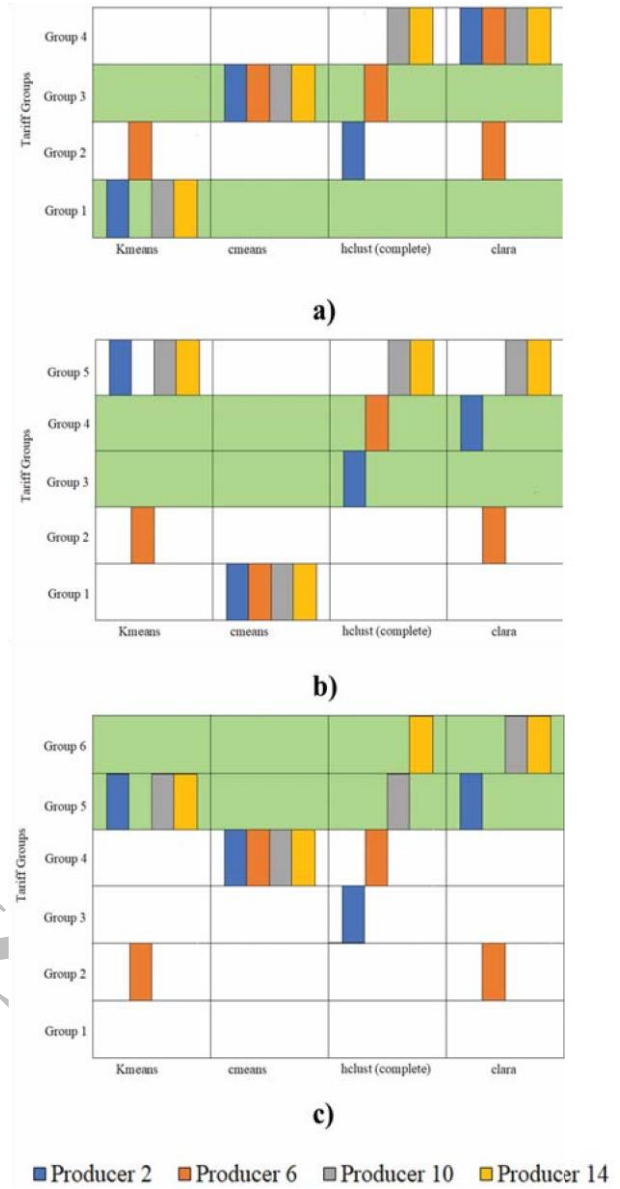 Tariff Groups
Group 4
Group 3
Group 2
Group 1
Kmeans cmeans hclust (complete) clara
a)
Tariff Groups
Group 5
Group 4
Group 3
Group 2
Group 1
Kmeans cmeans hclust (complete) clara
b)
Tariff Groups
Group 6
Group 5
Group 4
Group 3
Group 2
Group 1
Kmeans cmeans hclust (complete) clara
c)
Producer 2 Producer 6 Producer 10 Producer 14